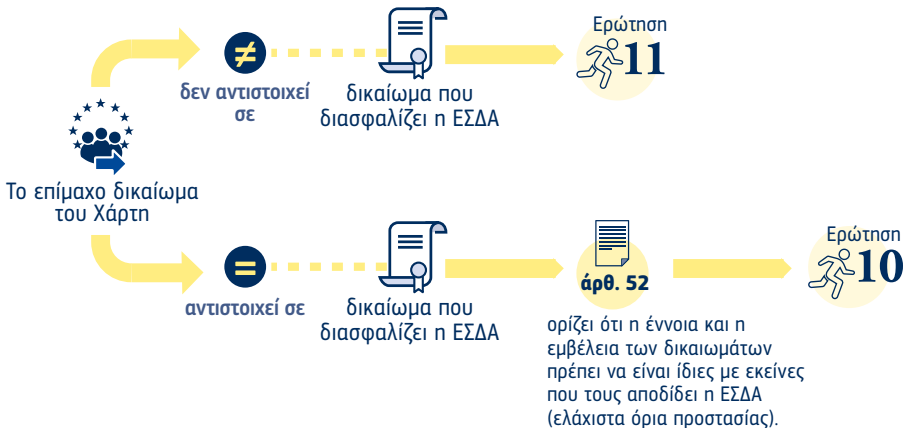 Ερώτηση
11
≠
δεν αντιστοιχεί
σε
δικαίωμα που
διασφαλίζει η ΕΣΔΑ
Το επίμαχο δικαίωμα
του Χάρτη
=
αντιστοιχεί σε
δικαίωμα που
διασφαλίζει η ΕΣΔΑ
άρθ. 52
ορίζει ότι η έννοια και η
εμβέλεια των δικαιωμάτων
πρέπει να είναι ίδιες με εκείνες
που τους αποδίδει η ΕΣΔΑ
(ελάχιστα όρια προστασίας).
Ερώτηση
10